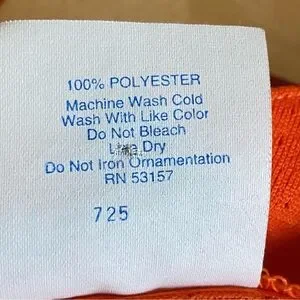 100% POLYESTER
Machine Wash Cold
Wash With Like Color
Do Not Bleach
Dry
Do Not Iron Ornamentation
RN 53157
725